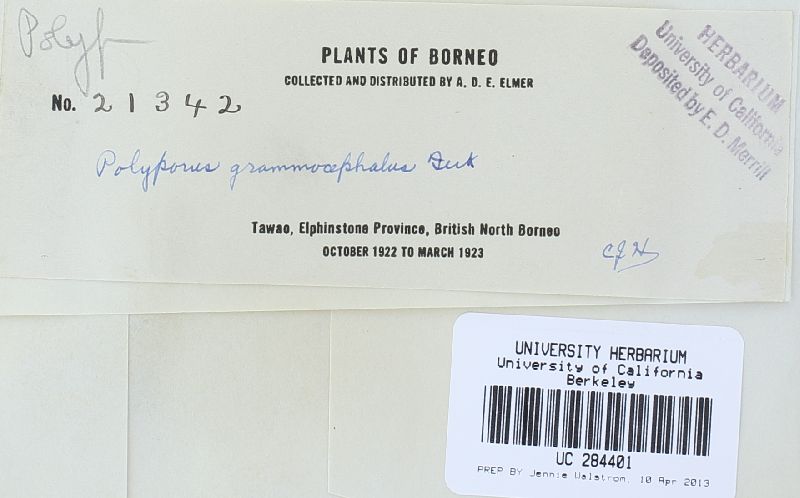 Polyp
PLANTS OF BORNEO
COLLECTED AND DISTRIBUTED BY A. D. E. ELMER
No. 21342
HERBARIUM
University of California
Deposited by E. D. Merrill
Polyporus grammocephalus Berk
Tawao, Elphinstone Province, British North Borneo
OCTOBER 1922 TO MARCH 1923
CJH
UNIVERSITY HERBARIUM
University of California
Berkeley
UC 284401
PREP BY Jennie Walstrom, 10 Apr 2013